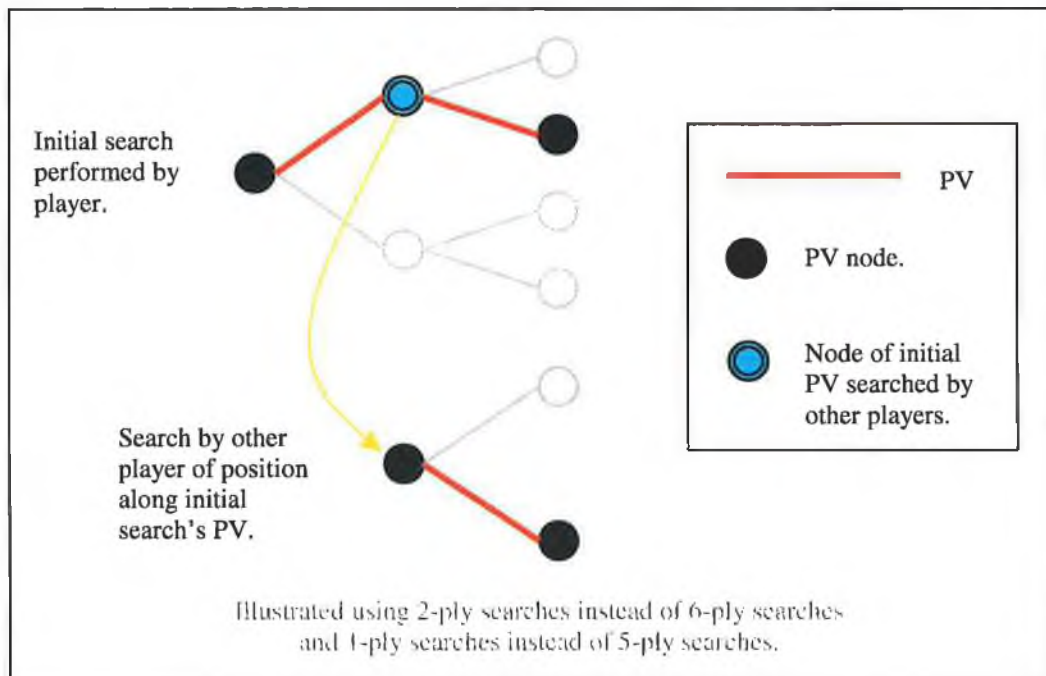 Initial search
performed by
player.
PV
PV node.
Node of initial
PV searched by
other players.
Search by other
player of position
along initial
search's PV.
Illustrated using 2-ply searches instead of 6-ply searches
and 1-ply searches instead of 5-ply searches.